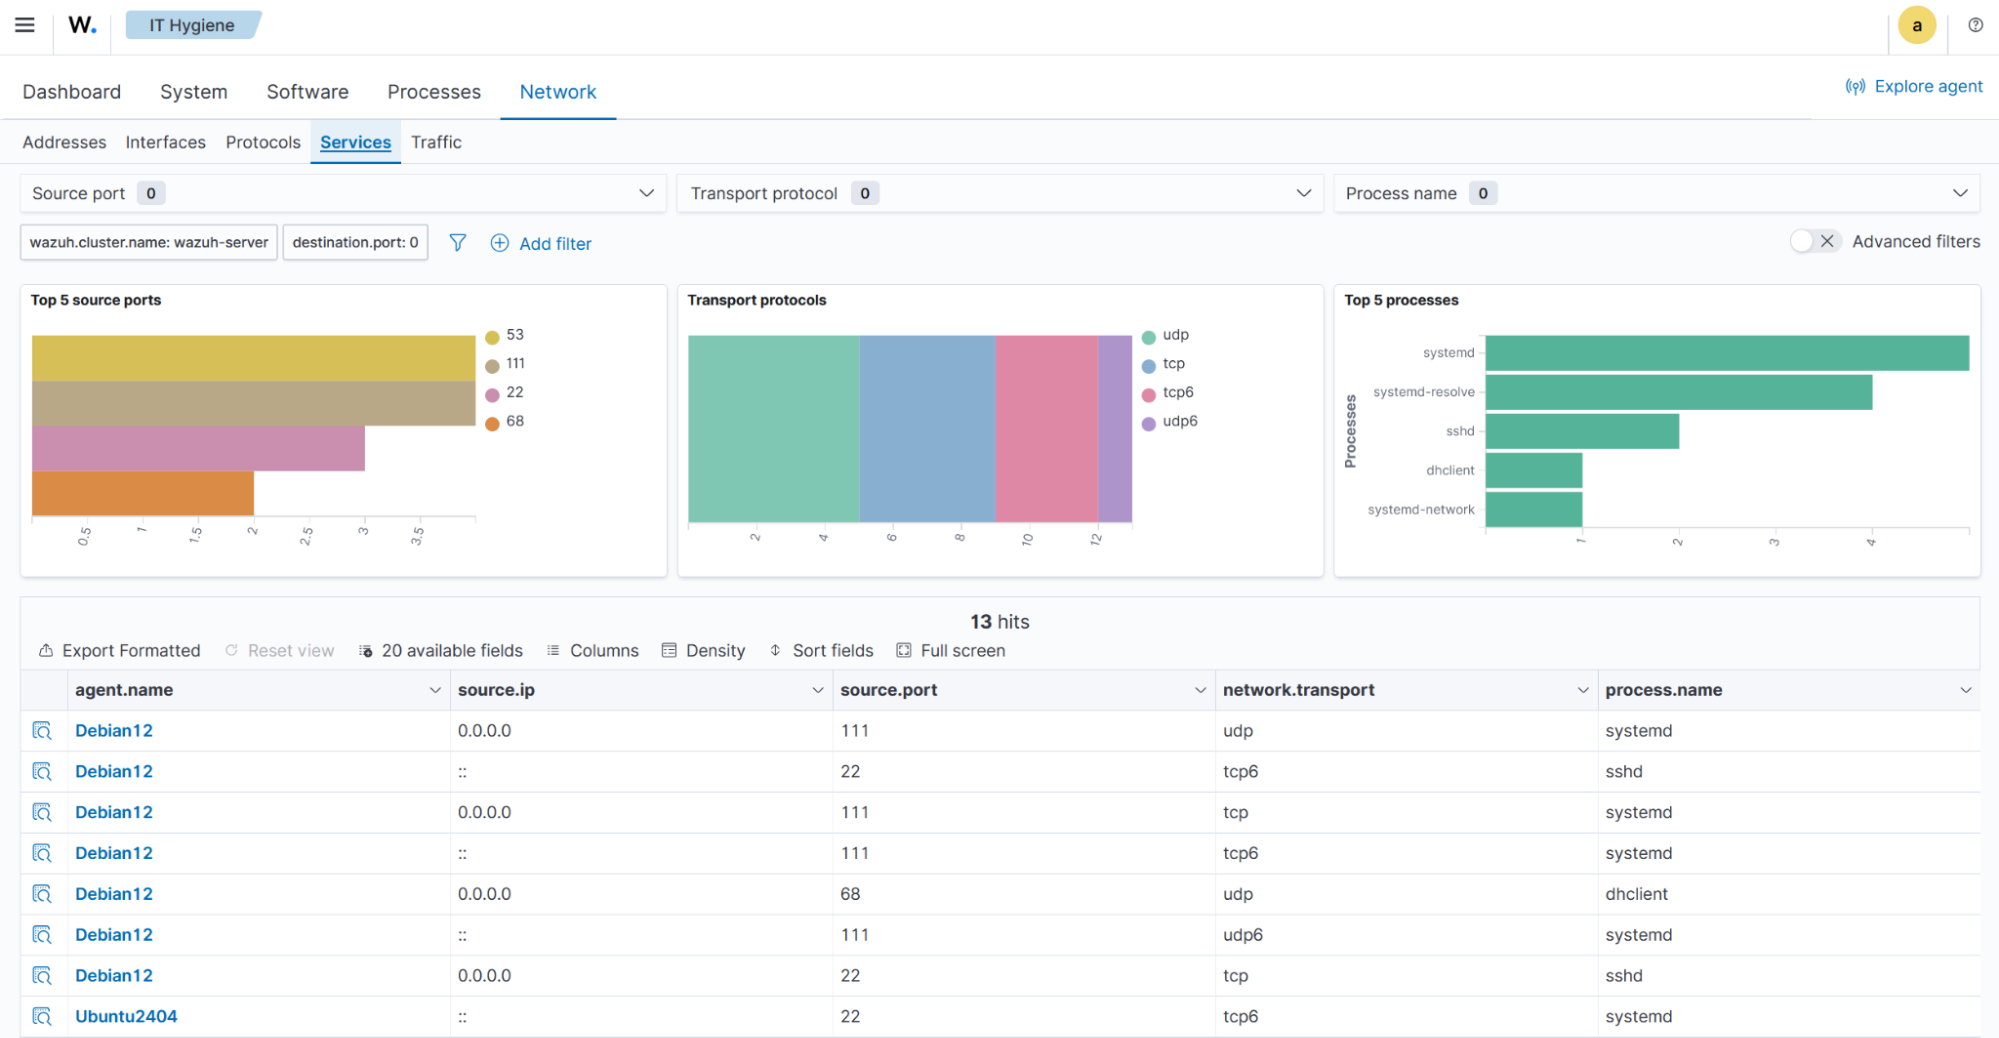 W. IT Hygiene a
Dashboard System Software Processes Network Explore agent
Addresses Interfaces Protocols Services Traffic
Source port 0 Transport protocol 0 Process name 0
wazuh.cluster.name: wazuh-server destination.port: 0 Add filter Advanced filters
Top 5 source ports
53
111
22
68
0.5 1 1.5 2 2.5 3 3.5
Transport protocols
udp
tcp
tcp6
udp6
2 4 6 8 10 12
Top 5 processes
Processes
systemd
systemd-resolve
sshd
dhclient
systemd-network
1 2 3 4
13 hits
Export Formatted Reset view 20 available fields Columns Density Sort fields Full screen
agent.name source.ip source.port network.transport process.name
Debian12 0.0.0.0 111 udp systemd
Debian12 :: 22 tcp6 sshd
Debian12 0.0.0.0 111 tcp systemd
Debian12 :: 111 tcp6 systemd
Debian12 0.0.0.0 68 udp dhclient
Debian12 :: 111 udp6 systemd
Debian12 0.0.0.0 22 tcp sshd
Ubuntu2404 :: 22 tcp6 systemd